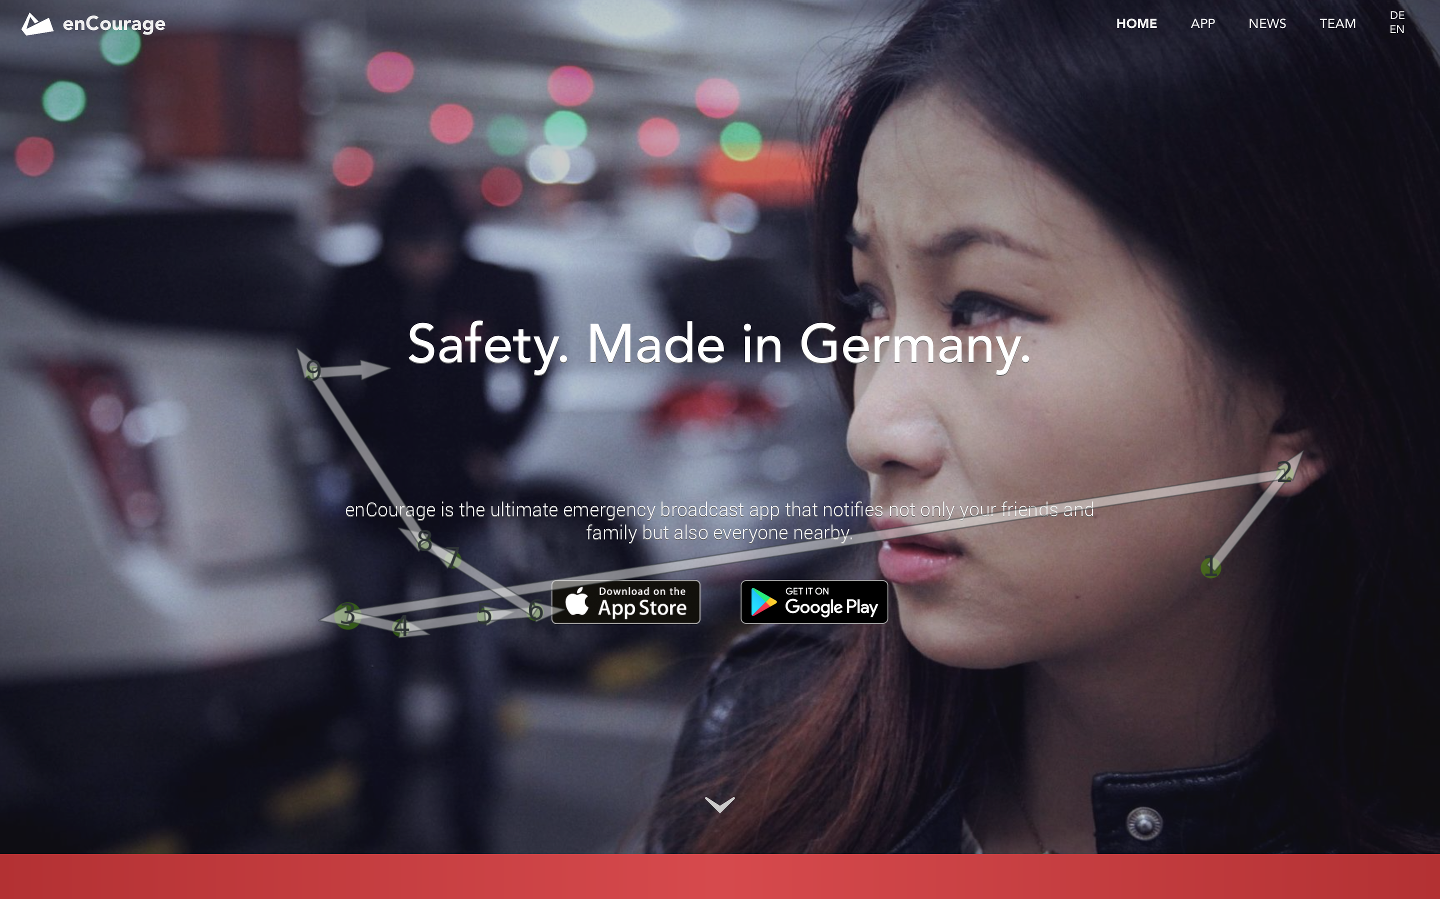 enCourage
HOME APP NEWS TEAM DE
EN
Safety. Made in Germany.
9
2
enCourage is the ultimate emergency broadcast app that notifies not only your friends and
family but also everyone nearby.
8
7
1
Download on the
App Store
GET IT ON
Google Play
3 4 5 6